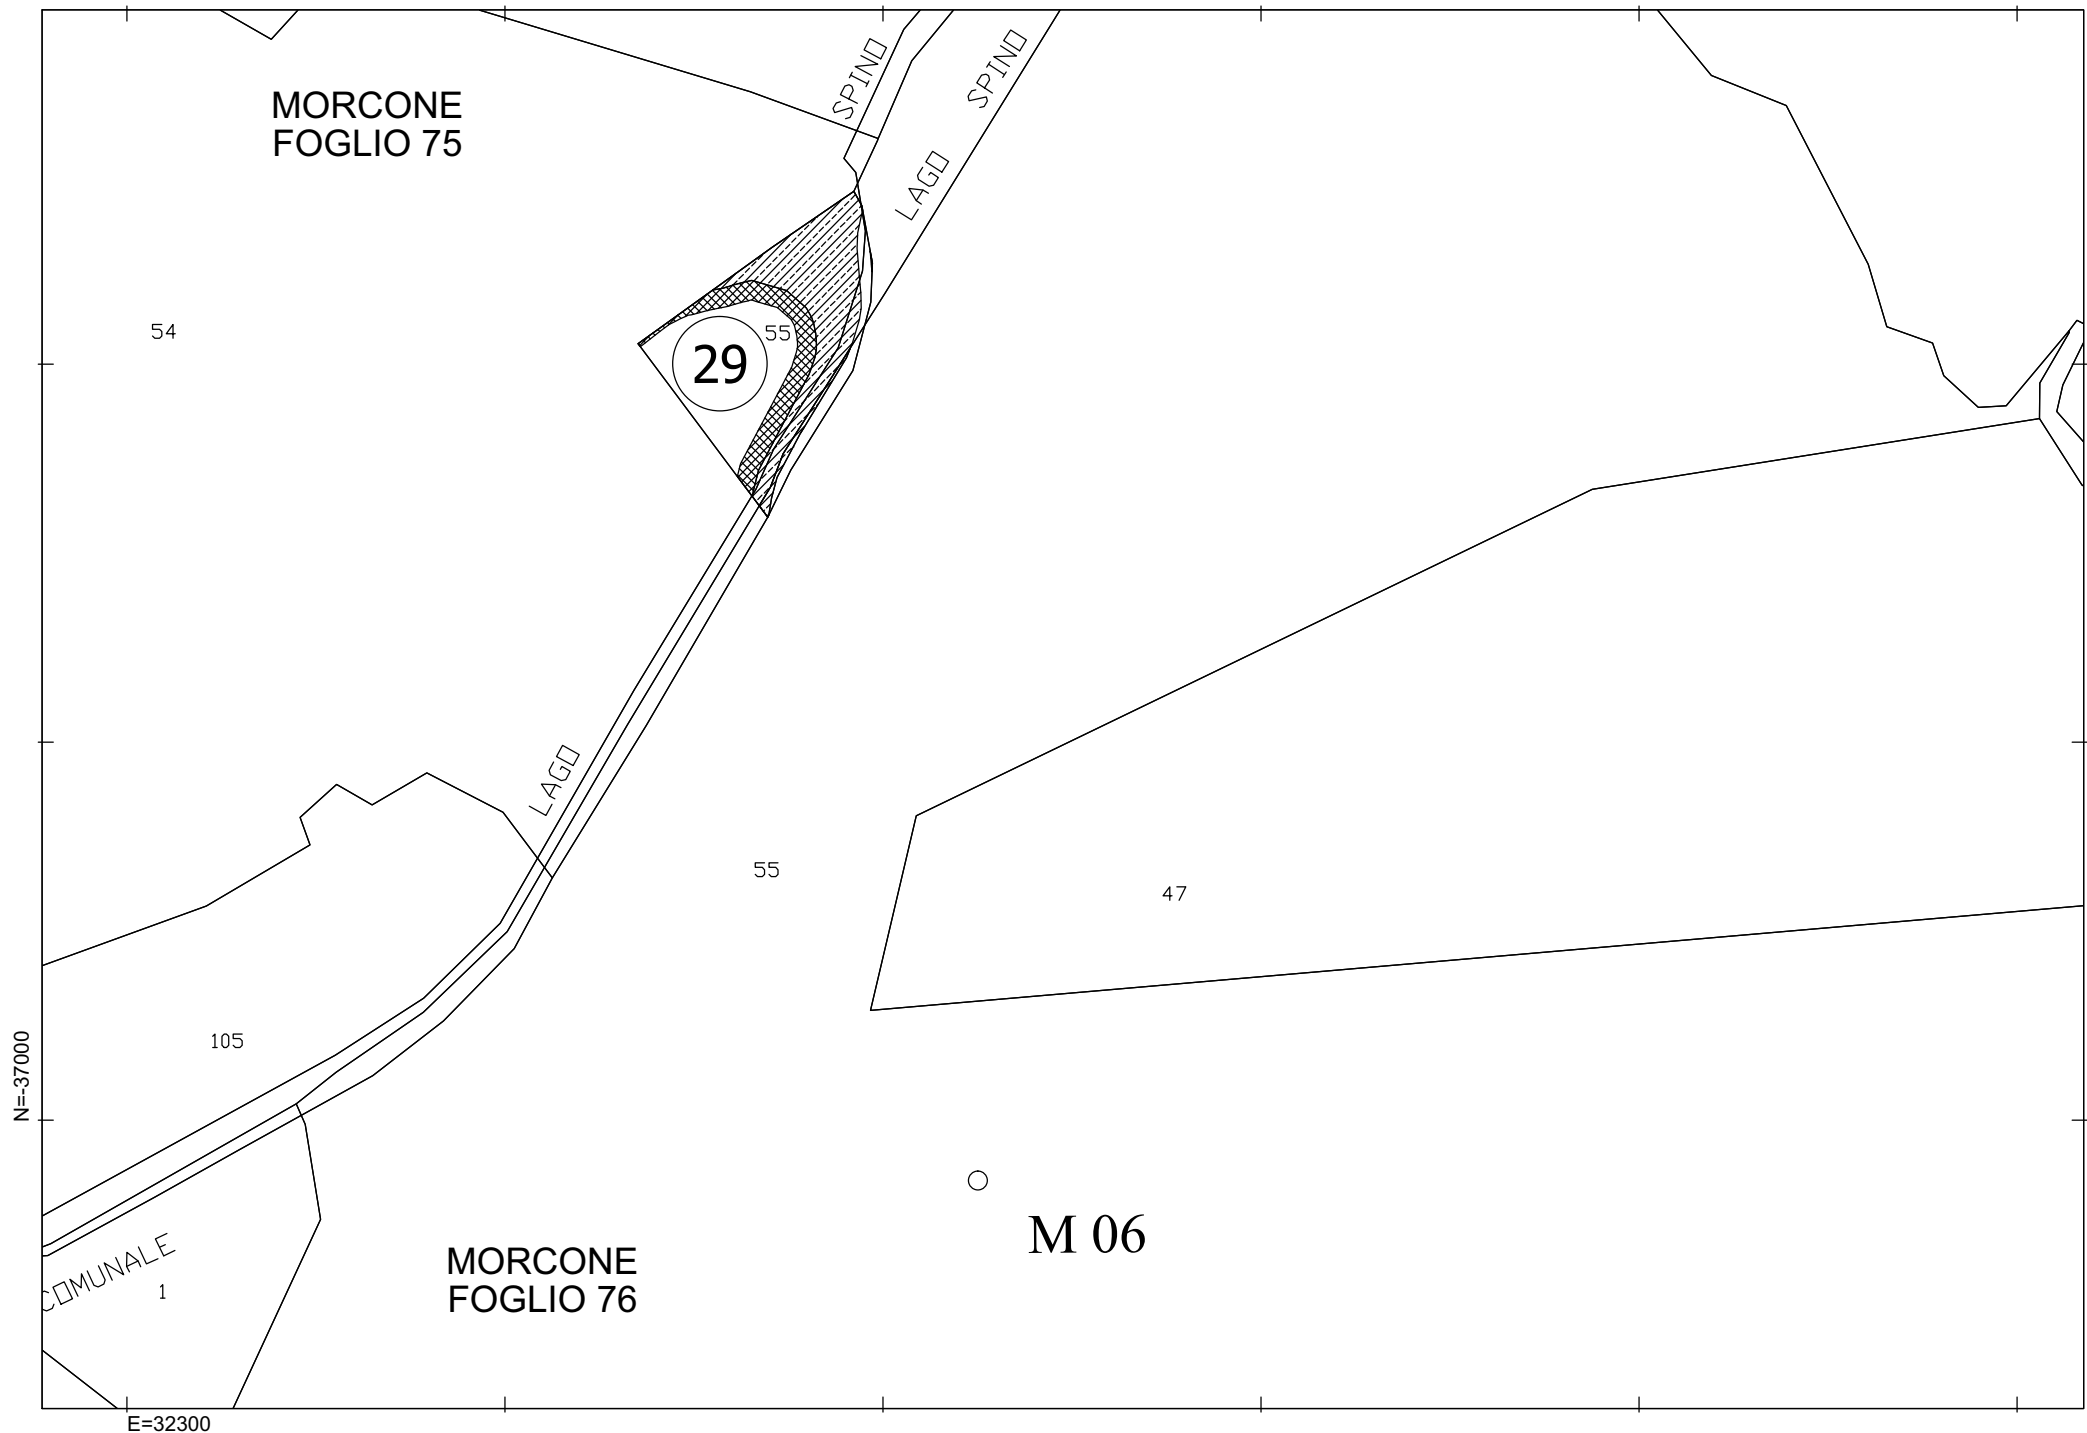 SPINO
SPINO
MORCONE
FOGLIO 75
LAGO
54
55
29
LAGO
55
47
105
N=-37000
M 06
COMUNALE
1
MORCONE
FOGLIO 76
E=32300